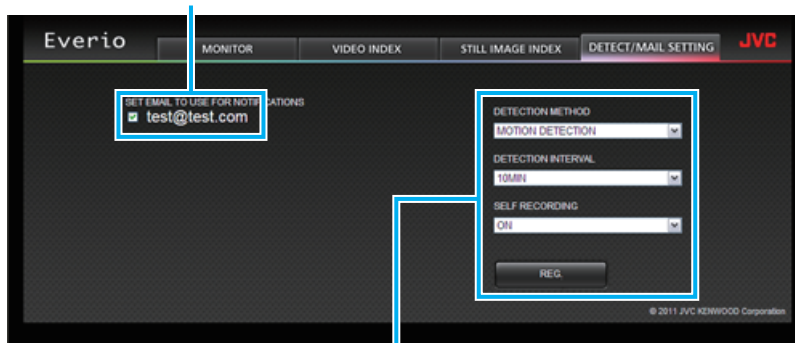 Everio
MONITOR
VIDEO INDEX
STILL IMAGE INDEX
DETECT/MAIL SETTING
JVC
SET EMAIL TO USE FOR NOTIFICATIONS
test@test.com
DETECTION METHOD
MOTION DETECTION
DETECTION INTERVAL
10MIN
SELF RECORDING
ON
REG.
© 2011 JVC KENWOOD Corporation